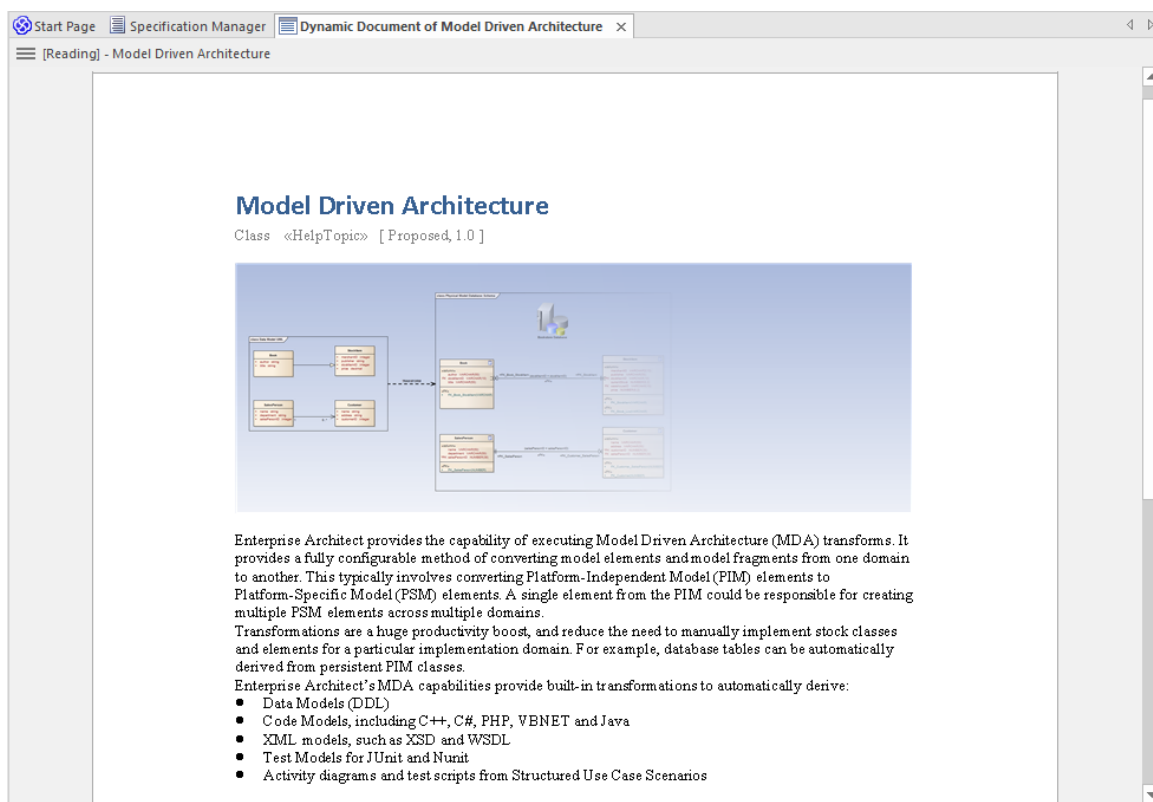 Start Page Specification Manager Dynamic Document of Model Driven Architecture
[Reading] - Model Driven Architecture
Model Driven Architecture
Class «HelpTopic» [ Proposed, 1.0 ]
Enterprise Architect provides the capability of executing Model Driven Architecture (MDA) transforms. It
provides a fully configurable method of converting model elements and model fragments from one domain
to another. This typically involves converting Platform-Independent Model (PIM) elements to
Platform-Specific Model (PSM) elements. A single element from the PIM could be responsible for creating
multiple PSM elements across multiple domains.
Transformations are a huge productivity boost, and reduce the need to manually implement stock classes
and elements for a particular implementation domain. For example, database tables can be automatically
derived from persistent PIM classes.
Enterprise Architect's MDA capabilities provide built-in transformations to automatically derive:
● Data Models (DDL)
● Code Models, including C++, C#, PHP, VBNET and Java
● XML models, such as XSD and WSDL
● Test Models for JUnit and Nunit
● Activity diagrams and test scripts from Structured Use Case Scenarios